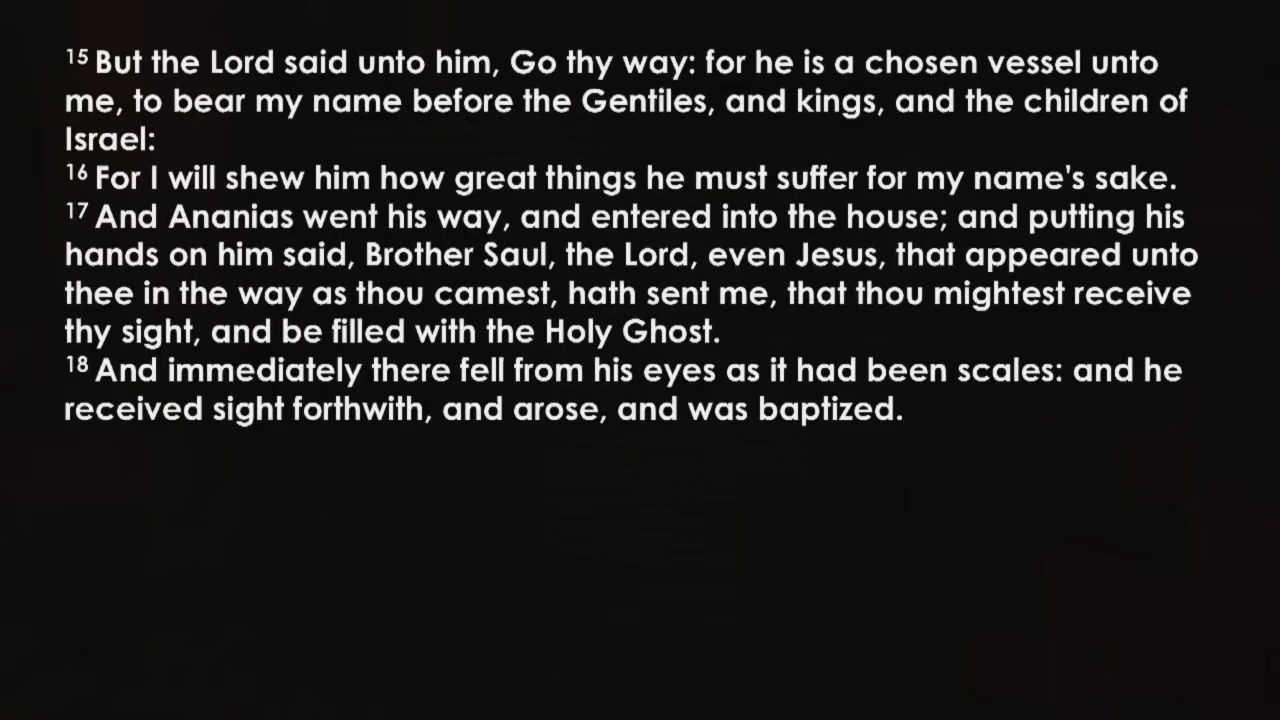 15 But the Lord said unto him, Go thy way: for he is a chosen vessel unto
me, to bear my name before the Gentiles, and kings, and the children of
Israel:
16 For I will shew him how great things he must suffer for my name's sake.
17 And Ananias went his way, and entered into the house; and putting his
hands on him said, Brother Saul, the Lord, even Jesus, that appeared unto
thee in the way as thou camest, hath sent me, that thou mightest receive
thy sight, and be filled with the Holy Ghost.
18 And immediately there fell from his eyes as it had been scales: and he
received sight forthwith, and arose, and was baptized.